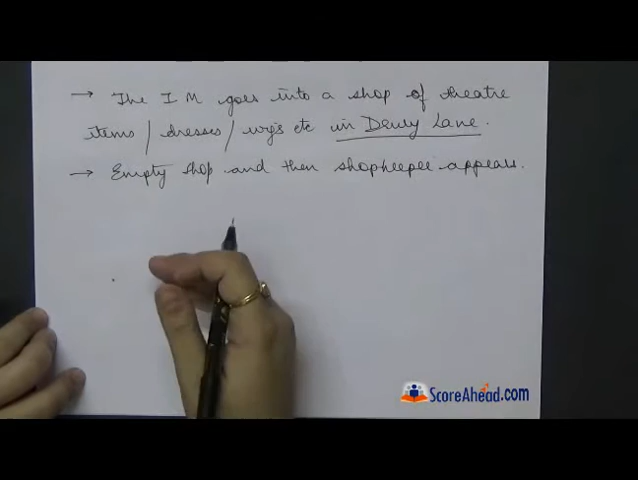 → The I M goes into a shop of theatre
items / dresses / wigs etc in Drury Lane.
→ Empty shop and then shopkeeper appears.
ScoreAhead.com